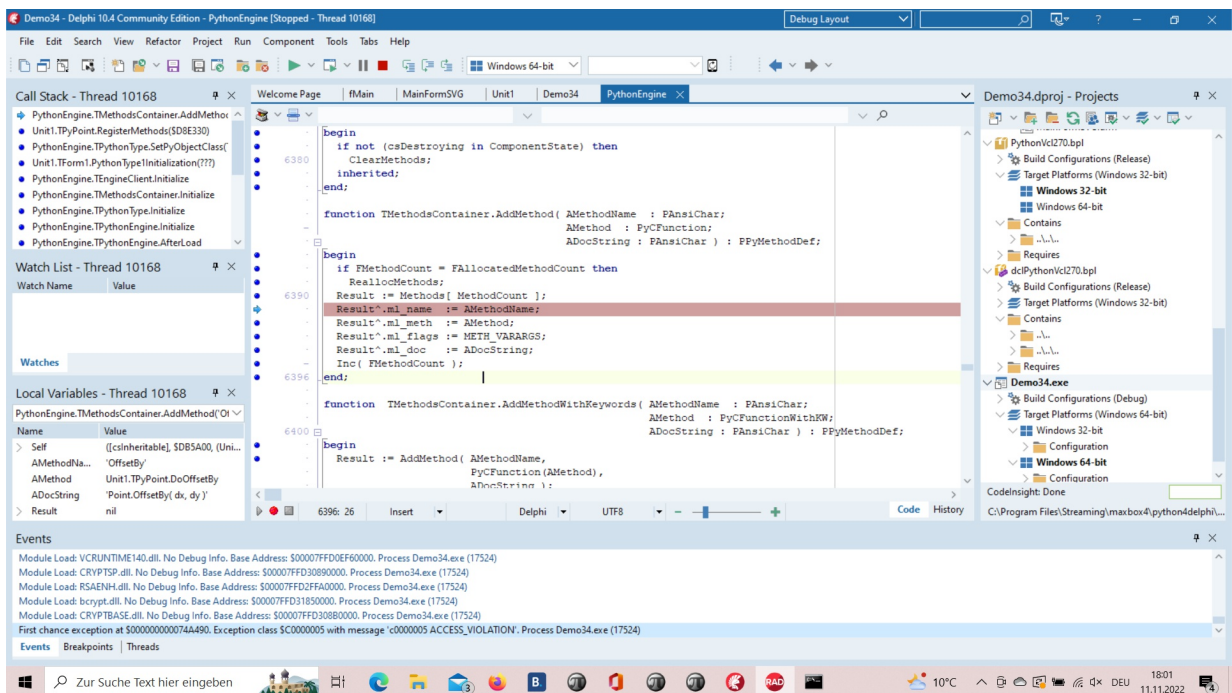 Demo34 - Delphi 10.4 Community Edition - PythonEngine [Stopped - Thread 10168]
Debug Layout
File Edit Search View Refactor Project Run Component Tools Tabs Help
Windows 64-bit
Call Stack - Thread 10168
PythonEngine.TMethodsContainer.AddMethod
Unit1.TPyPoint.RegisterMethods($D8E330)
PythonEngine.TPythonType.SetPyObjectClass(
Unit1.TForm1.PythonType1Initialization(???)
PythonEngine.TEngineClient.Initialize
PythonEngine.TMethodsContainer.Initialize
PythonEngine.TPythonType.Initialize
PythonEngine.TPythonEngine.Initialize
PythonEngine.TPythonEngine.AfterLoad
Watch List - Thread 10168
Watch Name Value
Watches
Local Variables - Thread 10168
PythonEngine.TMethodsContainer.AddMethod('Of
Name Value
Self ([csInheritable], $DB5A00, (Uni...
AMethodNa... 'OffsetBy'
AMethod Unit1.TPyPoint.DoOffsetBy
ADocString 'Point.OffsetBy( dx, dy )'
Result nil
Welcome Page fMain MainFormSVG Unit1 Demo34 PythonEngine
begin
if not (csDestroying in ComponentState) then
6380 ClearMethods;
inherited;
end;
function TMethodsContainer.AddMethod( AMethodName : PAnsiChar;
AMethod : PyCFunction;
ADocString : PAnsiChar ) : PPyMethodDef;
begin
if FMethodCount = FAllocatedMethodCount then
ReallocMethods;
6390 Result := Methods[ MethodCount ];
Result^.ml_name := AMethodName;
Result^.ml_meth := AMethod;
Result^.ml_flags := METH_VARARGS;
Result^.ml_doc := ADocString;
Inc( FMethodCount );
6396 end;
function TMethodsContainer.AddMethodWithKeywords( AMethodName : PAnsiChar;
AMethod : PyCFunctionWithKW;
6400 ADocString : PAnsiChar ) : PPyMethodDef;
begin
Result := AddMethod( AMethodName,
PyCFunction(AMethod),
ADocString );
6396: 26 Insert Delphi UTF8 Code History
Demo34.dproj - Projects
PythonVcl270.bpl
Build Configurations (Release)
Target Platforms (Windows 32-bit)
Windows 32-bit
Windows 64-bit
Contains
..\..\..
Requires
dclPythonVcl270.bpl
Build Configurations (Release)
Target Platforms (Windows 32-bit)
Contains
..\...
..\..\..
Requires
Demo34.exe
Build Configurations (Debug)
Target Platforms (Windows 64-bit)
Windows 32-bit
Configuration
Windows 64-bit
Configuration
CodeInsight: Done
C:\Program Files\Streaming\maxbox4\python4delphi\...
Events
Module Load: VCRUNTIME140.dll. No Debug Info. Base Address: $00007FFD0EF60000. Process Demo34.exe (17524)
Module Load: CRYPTSP.dll. No Debug Info. Base Address: $00007FFD30890000. Process Demo34.exe (17524)
Module Load: RSAENH.dll. No Debug Info. Base Address: $00007FFD2FFA0000. Process Demo34.exe (17524)
Module Load: bcrypt.dll. No Debug Info. Base Address: $00007FFD31850000. Process Demo34.exe (17524)
Module Load: CRYPTBASE.dll. No Debug Info. Base Address: $00007FFD308B0000. Process Demo34.exe (17524)
First chance exception at $000000000074A490. Exception class $C0000005 with message 'c0000005 ACCESS_VIOLATION'. Process Demo34.exe (17524)
Events Breakpoints Threads
Zur Suche Text hier eingeben
B.
RAD
10°C
DEU
18:01
11.11.2022